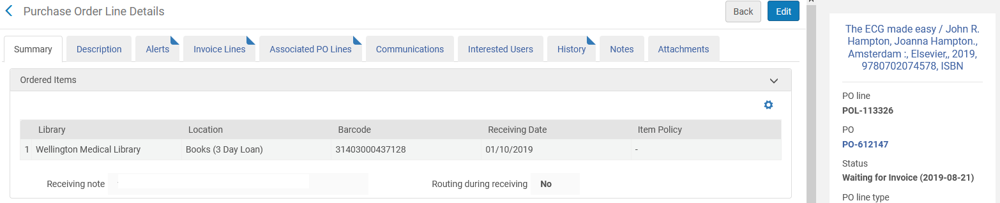 Purchase Order Line Details
Back
Edit
Summary
Description
Alerts
Invoice Lines
Associated PO Lines
Communications
Interested Users
History
Notes
Attachments
Ordered Items
Library Location Barcode Receiving Date Item Policy
1 Wellington Medical Library Books (3 Day Loan) 31403000437128 01/10/2019 -
Receiving note
Routing during receiving No
The ECG made easy / John R.
Hampton, Joanna Hampton.,
Amsterdam :, Elsevier,, 2019,
9780702074578, ISBN
PO line
POL-113326
PO
PO-612147
Status
Waiting for Invoice (2019-08-21)
PO line type